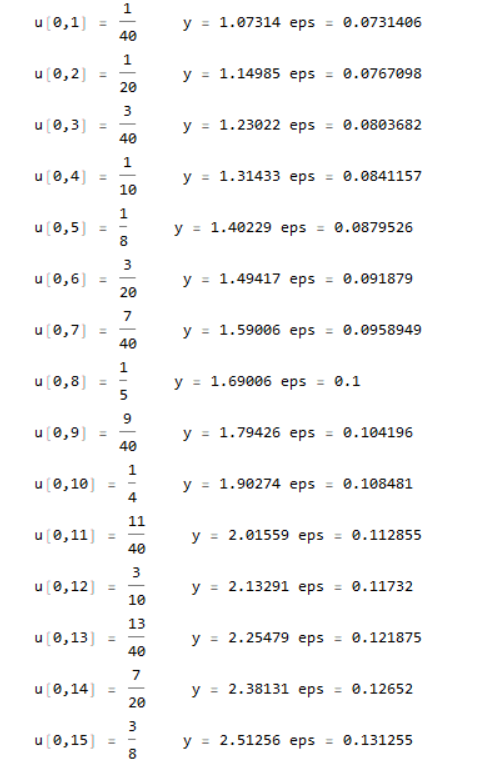 u[0,1] = 1/40 y = 1.07314 eps = 0.0731406
u[0,2] = 1/20 y = 1.14985 eps = 0.0767098
u[0,3] = 3/40 y = 1.23022 eps = 0.0803682
u[0,4] = 1/10 y = 1.31433 eps = 0.0841157
u[0,5] = 1/8 y = 1.40229 eps = 0.0879526
u[0,6] = 3/20 y = 1.49417 eps = 0.091879
u[0,7] = 7/40 y = 1.59006 eps = 0.0958949
u[0,8] = 1/5 y = 1.69006 eps = 0.1
u[0,9] = 9/40 y = 1.79426 eps = 0.104196
u[0,10] = 1/4 y = 1.90274 eps = 0.108481
u[0,11] = 11/40 y = 2.01559 eps = 0.112855
u[0,12] = 3/10 y = 2.13291 eps = 0.11732
u[0,13] = 13/40 y = 2.25479 eps = 0.121875
u[0,14] = 7/20 y = 2.38131 eps = 0.12652
u[0,15] = 3/8 y = 2.51256 eps = 0.131255